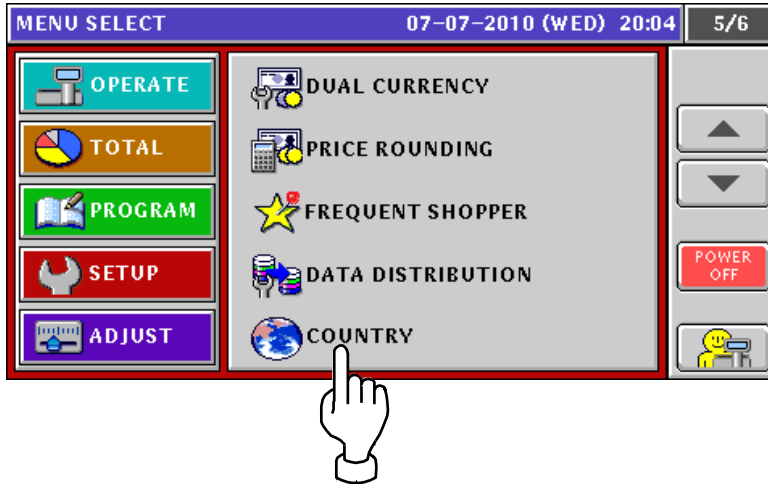 MENU SELECT 07-07-2010 (WED) 20:04 5/6
OPERATE
TOTAL
PROGRAM
SETUP
ADJUST
DUAL CURRENCY
PRICE ROUNDING
FREQUENT SHOPPER
DATA DISTRIBUTION
COUNTRY
POWER
OFF